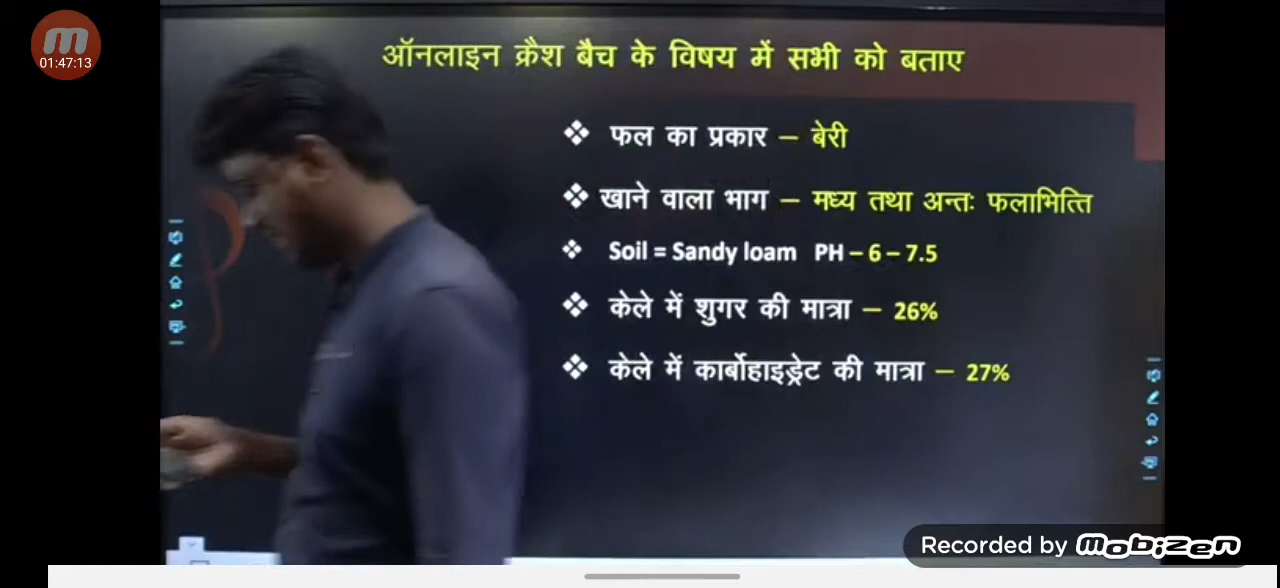 01:47:13
ऑनलाइन क्रैश बैच के विषय में सभी को बताए
❖ फल का प्रकार – बेरी
❖ खाने वाला भाग – मध्य तथा अन्तः फलाभित्ति
❖ Soil = Sandy loam PH – 6 – 7.5
❖ केले में शुगर की मात्रा – 26%
❖ केले में कार्बोहाइड्रेट की मात्रा – 27%
Recorded by mobizen